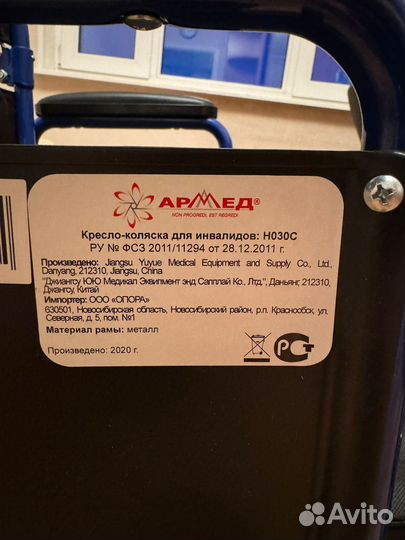 АРМЕД®
NON PROGREDI, EST REGREDI
Кресло-коляска для инвалидов: H030C
РУ № ФСЗ 2011/11294 от 28.12.2011 г.
Произведено: Jiangsu Yuyue Medical Equipment and Supply Co., Ltd.,
Danyang, 212310, Jiangsu, China
"Джиангсу ЮЮ Медикал Эквипмент энд Сапплай Ко., Лтд.", Даньянг, 212310,
Джангсу, Китай
Импортер: ООО «ОПОРА»
630501, Новосибирская область, Новосибирский район, р.п. Краснообск, ул.
Северная, д. 5, пом. №1
Материал рамы: металл
Произведено: 2020 г.
РСТ
Avito